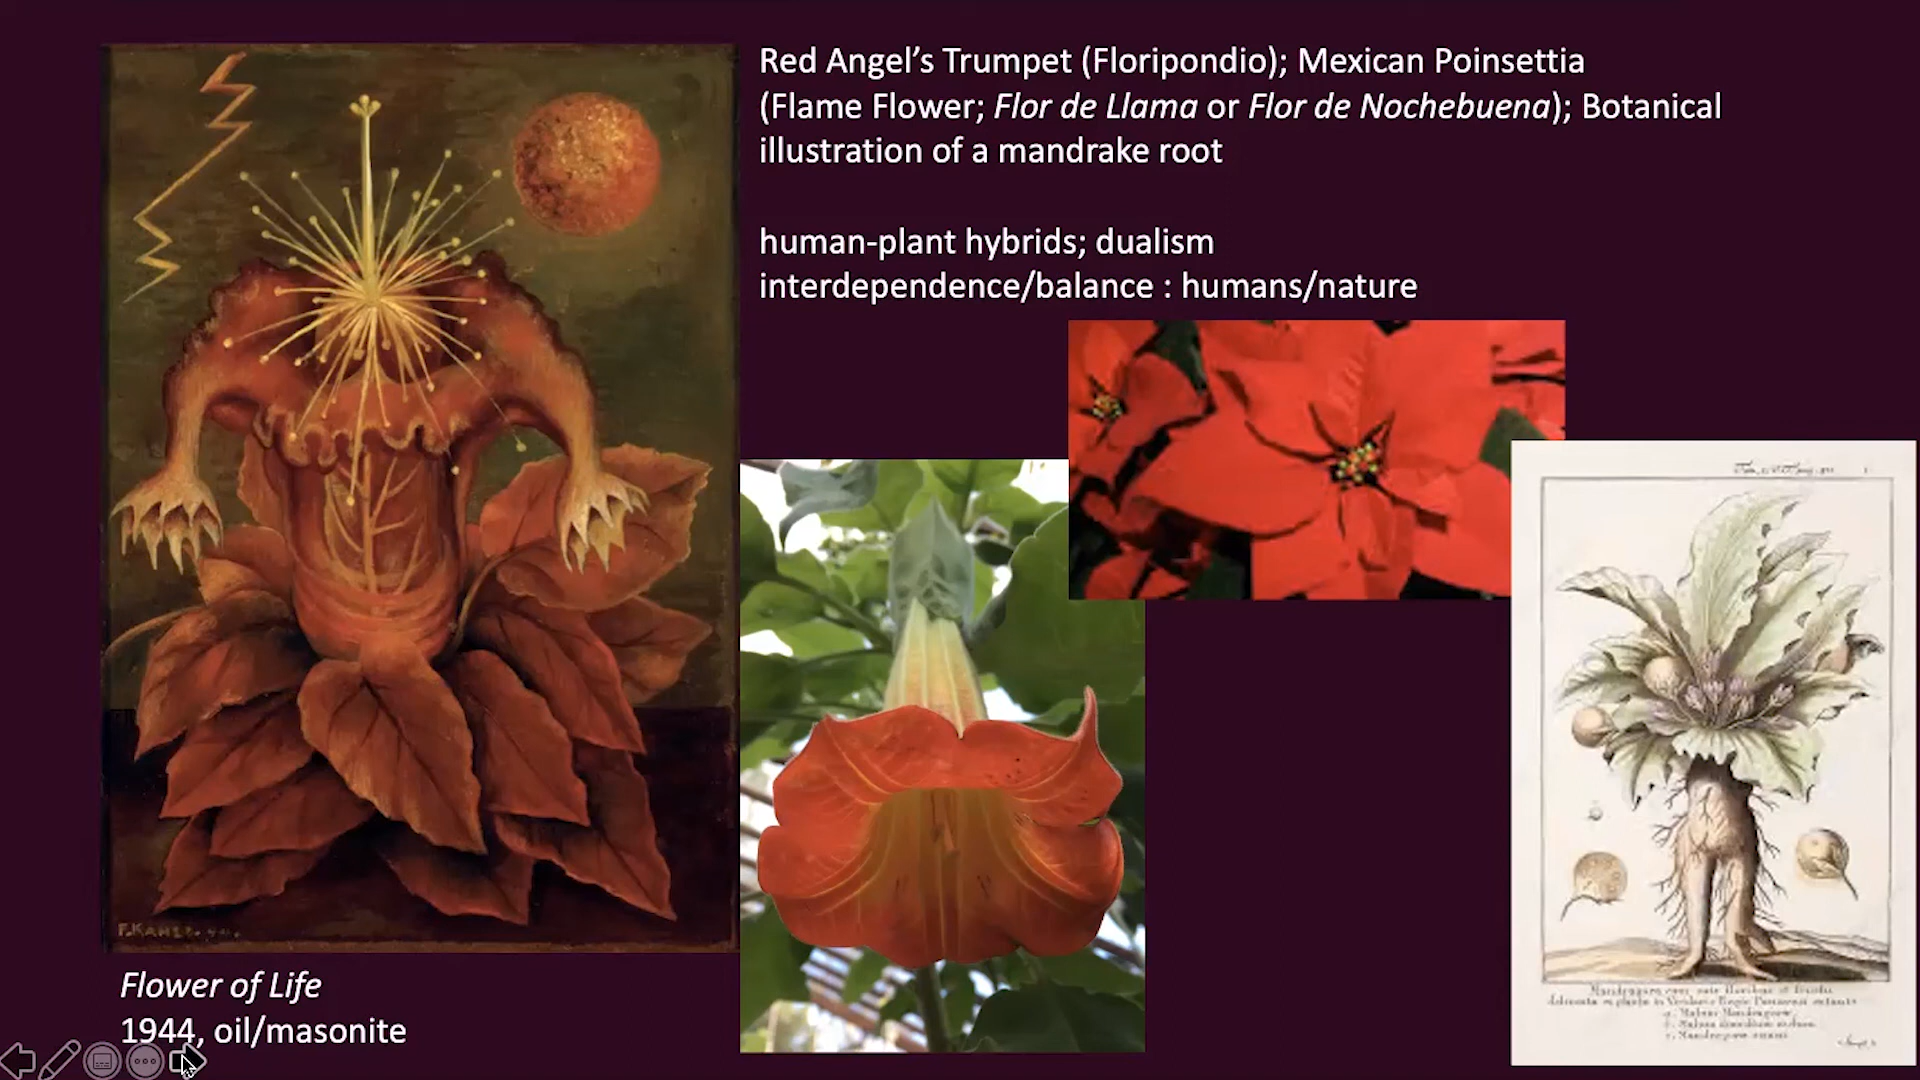 Red Angel’s Trumpet (Floripondio); Mexican Poinsettia
(Flame Flower; Flor de Llama or Flor de Nochebuena); Botanical
illustration of a mandrake root
human-plant hybrids; dualism
interdependence/balance : humans/nature
Flower of Life
1944, oil/masonite